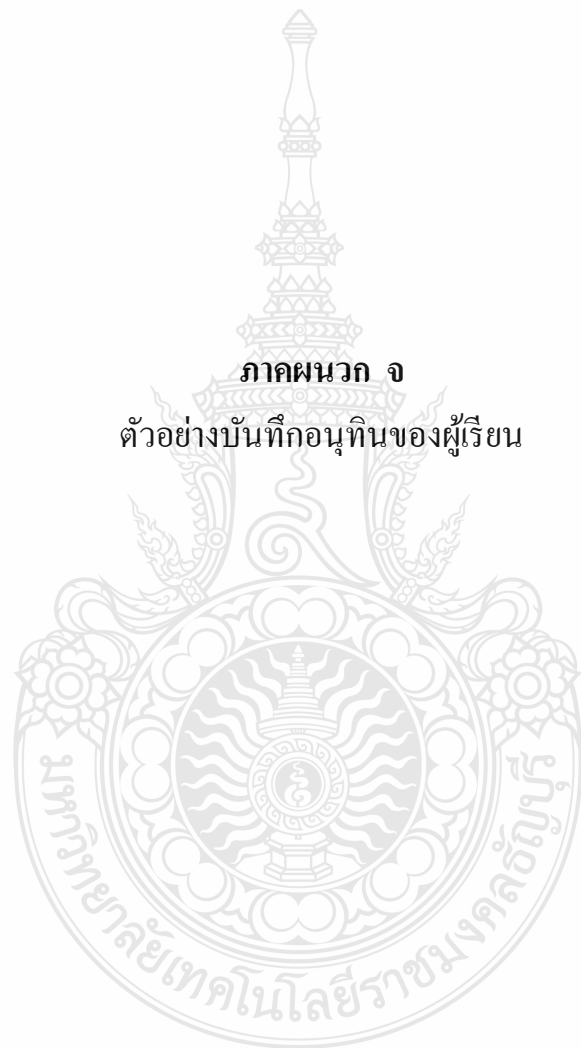 ภาคผนวก จ
ตัวอย่างบันทึกอนุทินของผู้เรียน
มหาวิทยาลัยเทคโนโลยีราชมงคลธัญบุรี